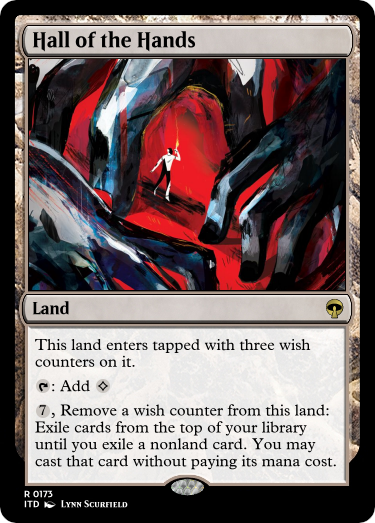 Hall of the Hands
Land
This land enters tapped with three wish
counters on it.
: Add
7, Remove a wish counter from this land:
Exile cards from the top of your library
until you exile a nonland card. You may
cast that card without paying its mana cost.
R 0173
ITD Lynn Scurfield